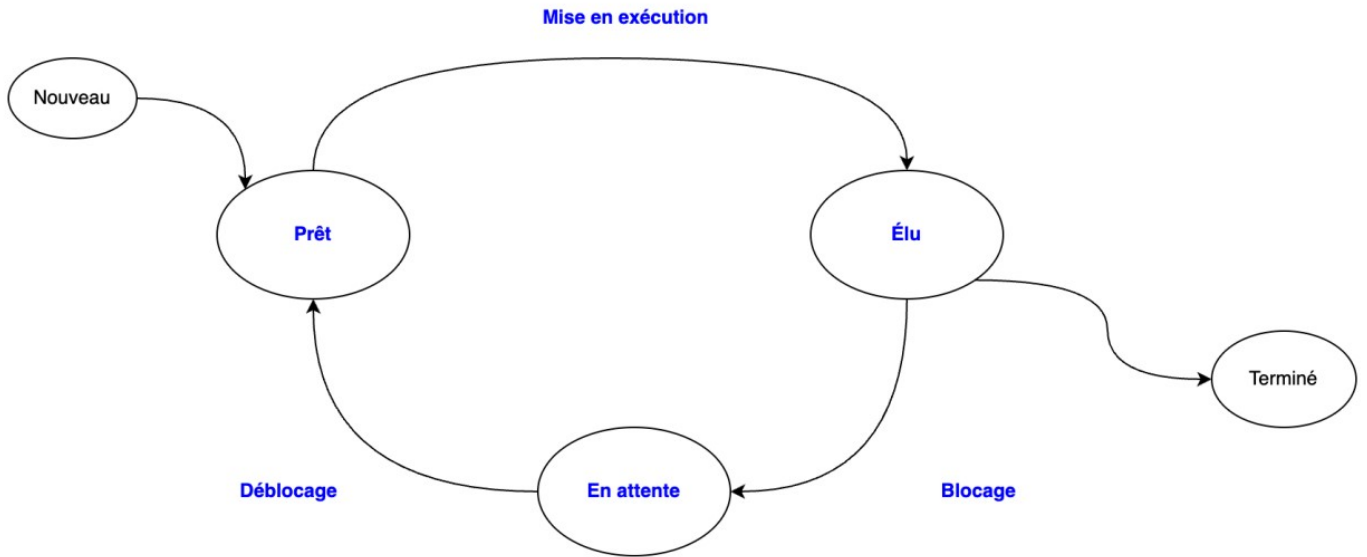 Mise en exécution
Nouveau
Prêt
Élu
Terminé
Déblocage
En attente
Blocage